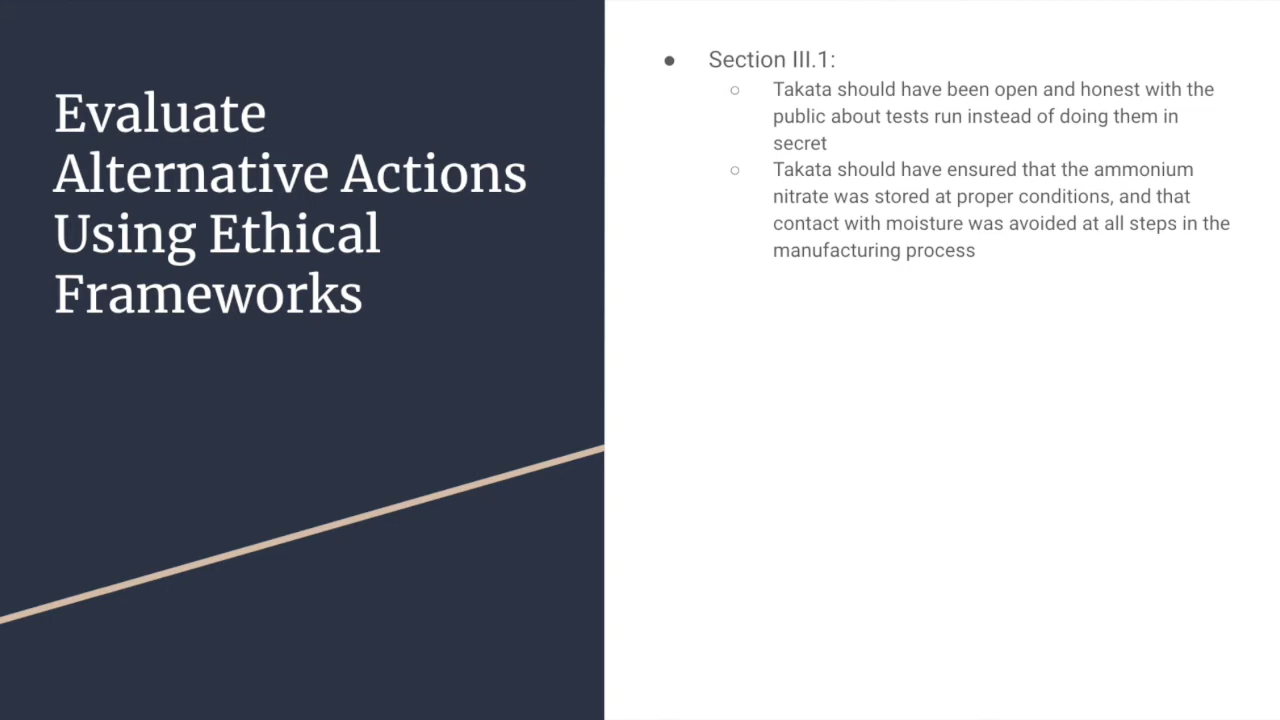 Evaluate
Alternative Actions
Using Ethical
Frameworks
● Section III.1:
○ Takata should have been open and honest with the
public about tests run instead of doing them in
secret
○ Takata should have ensured that the ammonium
nitrate was stored at proper conditions, and that
contact with moisture was avoided at all steps in the
manufacturing process